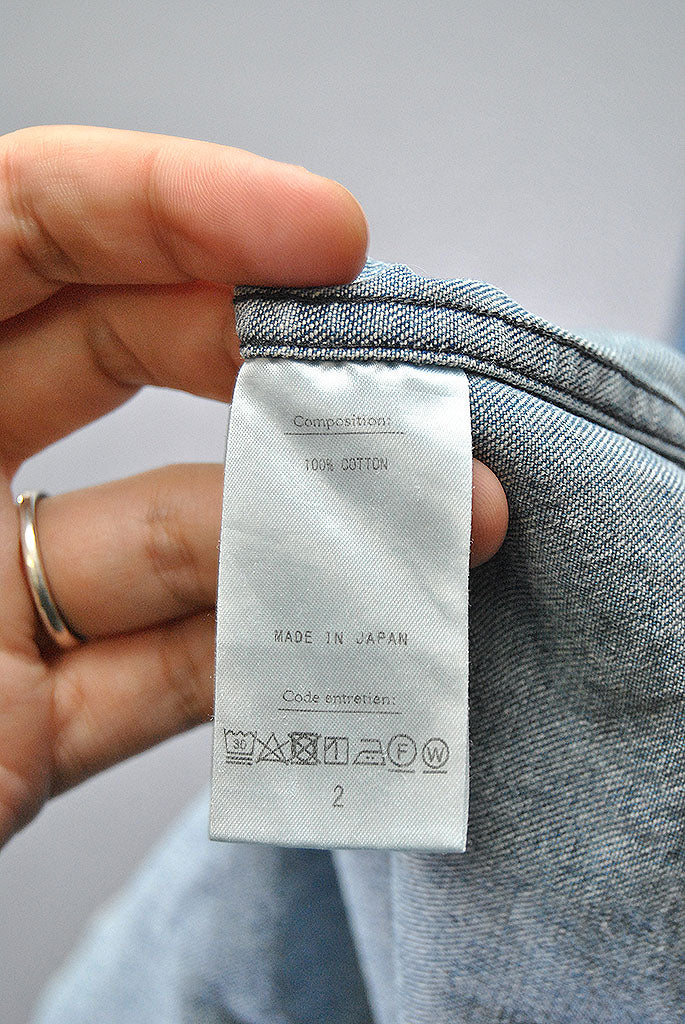 Composition:
100% COTTON
MADE IN JAPAN
Code entretien:
30 F W
2